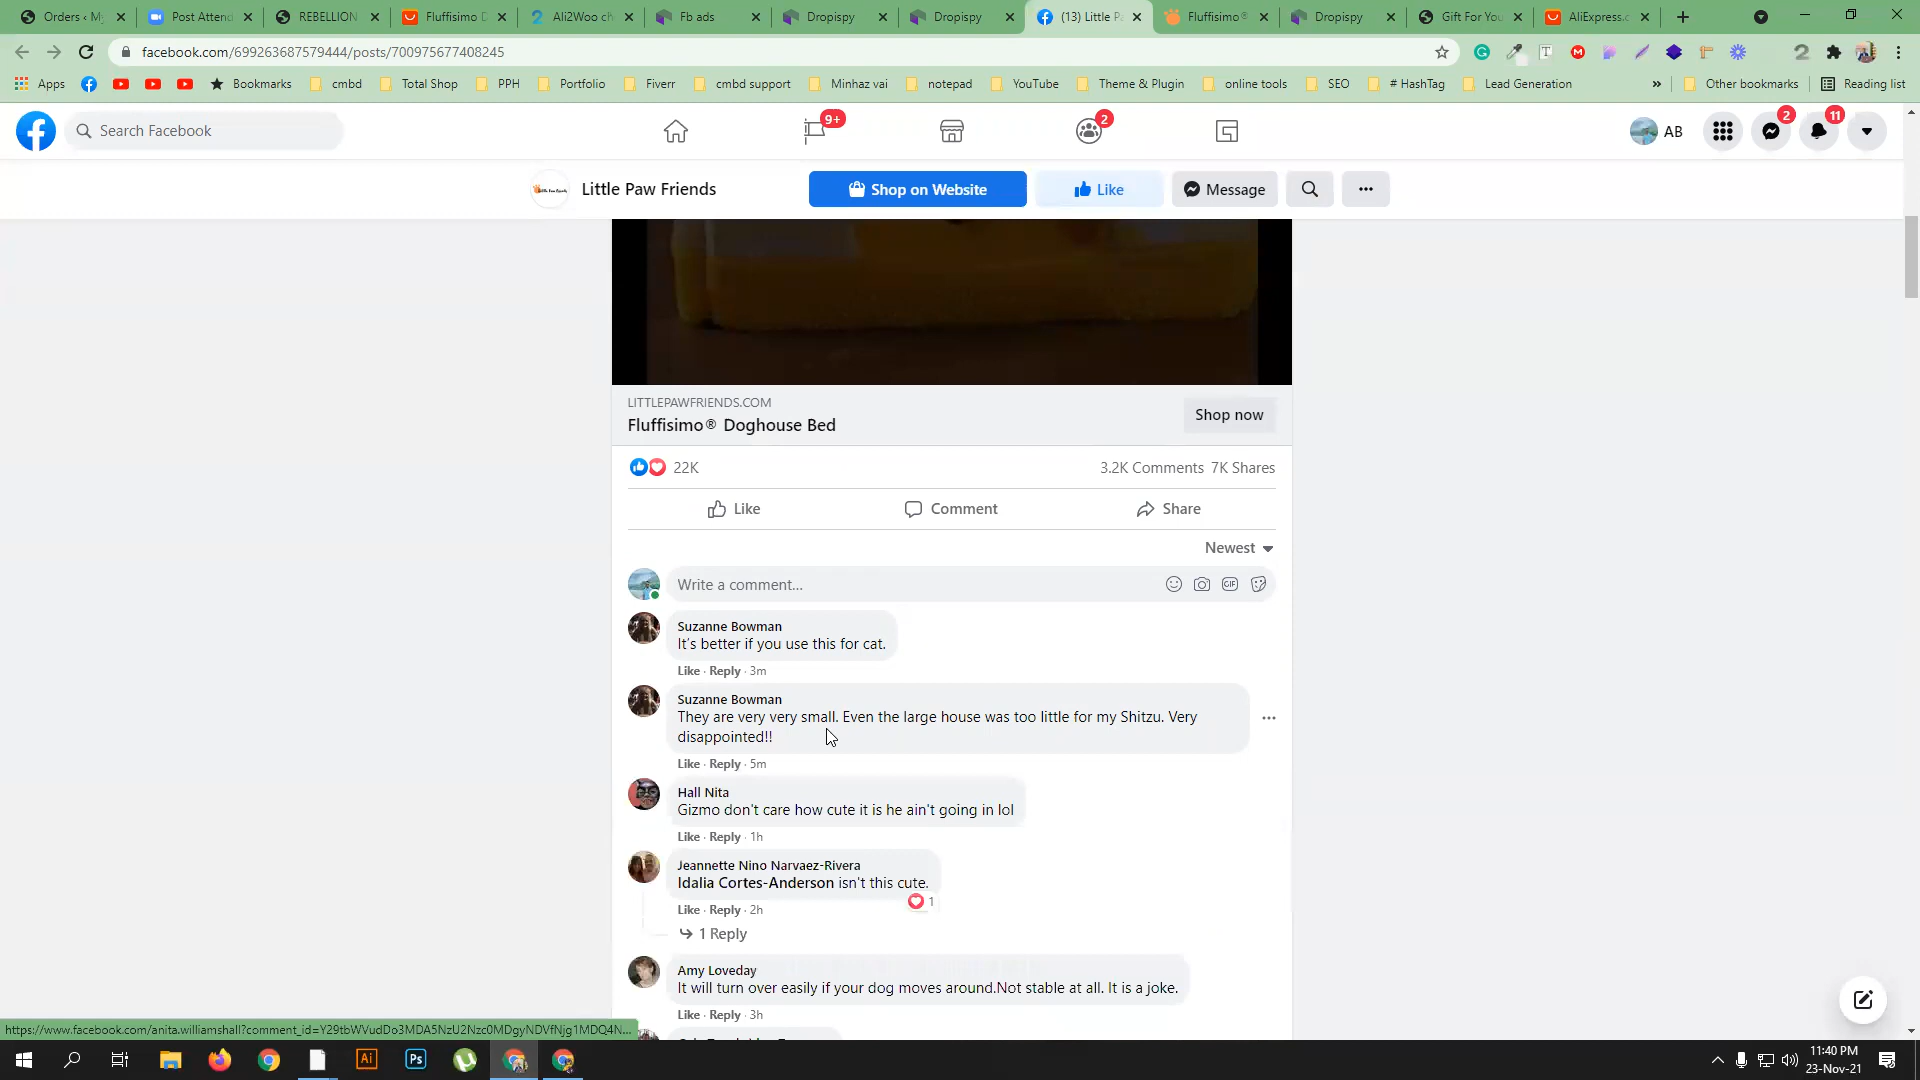 Orders ‹ M
Post Attend
REBELLION
Fluffisimo D
Ali2Woo ch
Fb ads
Dropispy
Dropispy
(13) Little P
Fluffisimo®
Dropispy
Gift For You
AliExpress.c
facebook.com/699263687579444/posts/700975677408245
Apps
Bookmarks
cmbd
Total Shop
PPH
Portfolio
Fiverr
cmbd support
Minhaz vai
notepad
YouTube
Theme & Plugin
online tools
SEO
# HashTag
Lead Generation
»
Other bookmarks
Reading list
Search Facebook
9+
2
AB
2
11
Little Paw Friends
Shop on Website
Like
Message
LITTLEPAWFRIENDS.COM
Fluffisimo® Doghouse Bed
Shop now
22K
3.2K Comments 7K Shares
Like
Comment
Share
Newest
Write a comment...
GIF
Suzanne Bowman
It's better if you use this for cat.
Like · Reply · 3m
Suzanne Bowman
They are very very small. Even the large house was too little for my Shitzu. Very
disappointed!!
Like · Reply · 5m
Hall Nita
Gizmo don't care how cute it is he ain't going in lol
Like · Reply · 1h
Jeannette Nino Narvaez-Rivera
Idalia Cortes-Anderson isn't this cute.
1
Like · Reply · 2h
1 Reply
Amy Loveday
It will turn over easily if your dog moves around.Not stable at all. It is a joke.
Like · Reply · 3h
Ai
Ps
11:40 PM
23-Nov-21